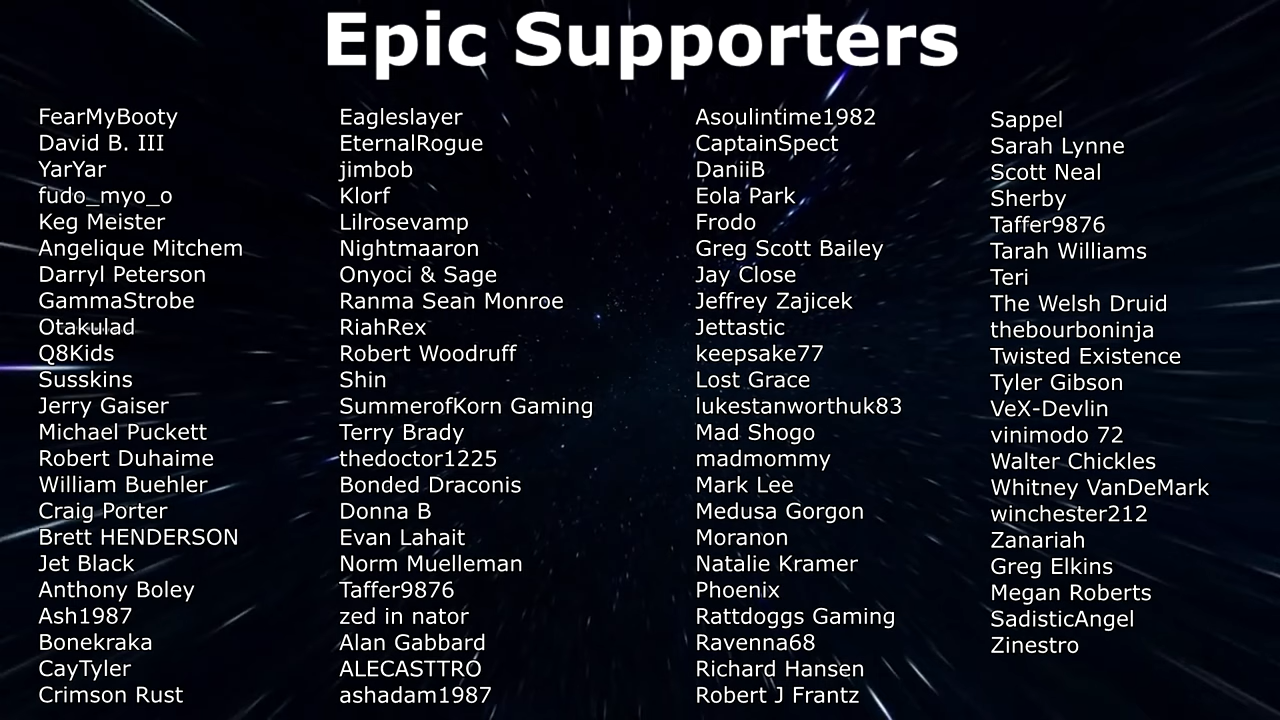 Epic Supporters
FearMyBooty
David B. III
YarYar
fudo_myo_o
Keg Meister
Angelique Mitchem
Darryl Peterson
GammaStrobe
Otakulad
Q8Kids
Susskins
Jerry Gaiser
Michael Puckett
Robert Duhaime
William Buehler
Craig Porter
Brett HENDERSON
Jet Black
Anthony Boley
Ash1987
Bonekraka
CayTyler
Crimson Rust
Eagleslayer
EternalRogue
jimbob
Klorf
Lilrosevamp
Nightmaaron
Onyoci & Sage
Ranma Sean Monroe
RiahRex
Robert Woodruff
Shin
SummerofKorn Gaming
Terry Brady
thedoctor1225
Bonded Draconis
Donna B
Evan Lahait
Norm Muelleman
Taffer9876
zed in nator
Alan Gabbard
ALECASTTRO
ashadam1987
Asoulintime1982
CaptainSpect
DaniiB
Eola Park
Frodo
Greg Scott Bailey
Jay Close
Jeffrey Zajicek
Jettastic
keepsake77
Lost Grace
lukestanworthuk83
Mad Shogo
madmommy
Mark Lee
Medusa Gorgon
Moranon
Natalie Kramer
Phoenix
Rattdoggs Gaming
Ravenna68
Richard Hansen
Robert J Frantz
Sappel
Sarah Lynne
Scott Neal
Sherby
Taffer9876
Tarah Williams
Teri
The Welsh Druid
thebourboninja
Twisted Existence
Tyler Gibson
VeX-Devlin
vinimodo 72
Walter Chickles
Whitney VanDeMark
winchester212
Zanariah
Greg Elkins
Megan Roberts
SadisticAngel
Zinestro